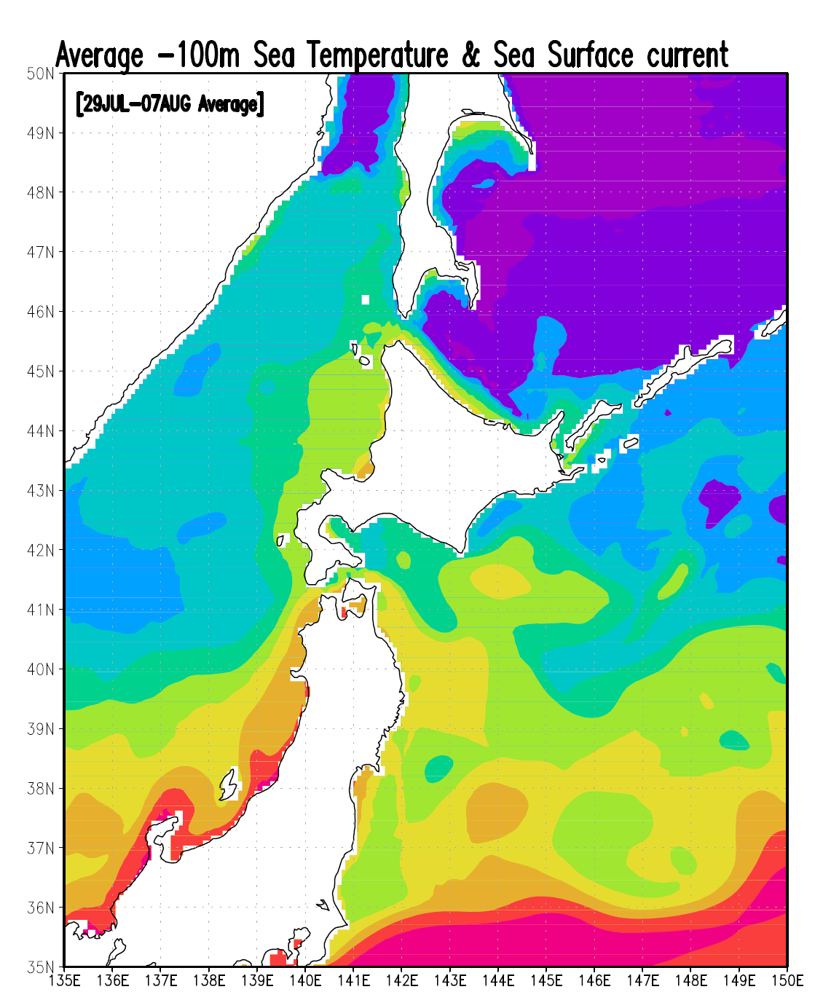 Average -100m Sea Temperature & Sea Surface current
[29JUL-07AUG Average]
50N
49N
48N
47N
46N
45N
44N
43N
42N
41N
40N
39N
38N
37N
36N
35N
135E 136E 137E 138E 139E 140E 141E 142E 143E 144E 145E 146E 147E 148E 149E 150E